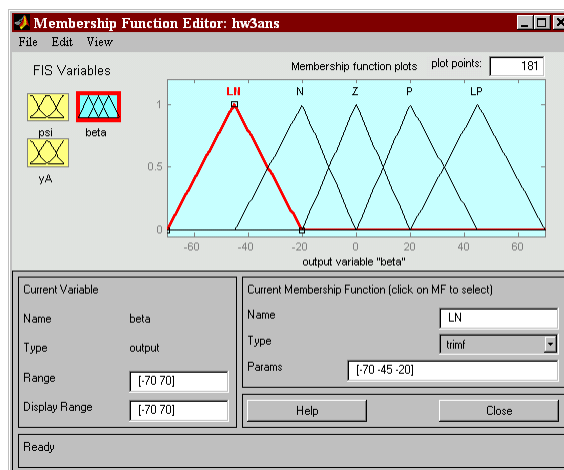 Membership Function Editor: hw3ans
File Edit View
FIS Variables
psi
beta
yA
Membership function plots
plot points:
181
LN N Z P LP
1
0.5
0
-60 -40 -20 0 20 40 60
output variable "beta"
Current Variable
Name beta
Type output
Range [-70 70]
Display Range [-70 70]
Current Membership Function (click on MF to select)
Name LN
Type trimf
Params [-70 -45 -20]
Help Close
Ready